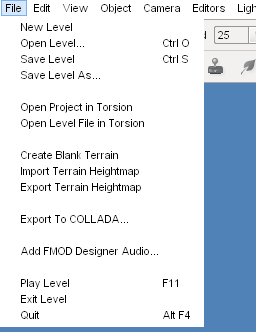 File Edit View Object Camera Editors
New Level
Open Level... Ctrl O
25
Save Level Ctrl S
Save Level As...
Open Project in Torsion
Open Level File in Torsion
Create Blank Terrain
Import Terrain Heightmap
Export Terrain Heightmap
Export To COLLADA...
Add FMOD Designer Audio...
Play Level F11
Exit Level
Quit Alt F4